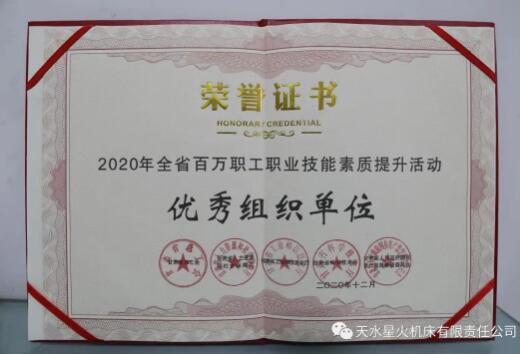 荣誉证书
HONORARY CREDENTIAL
2020年全省百万职工职业技能素质提升活动
优秀组织单位
二〇二〇年十二月
天水星火机床有限责任公司